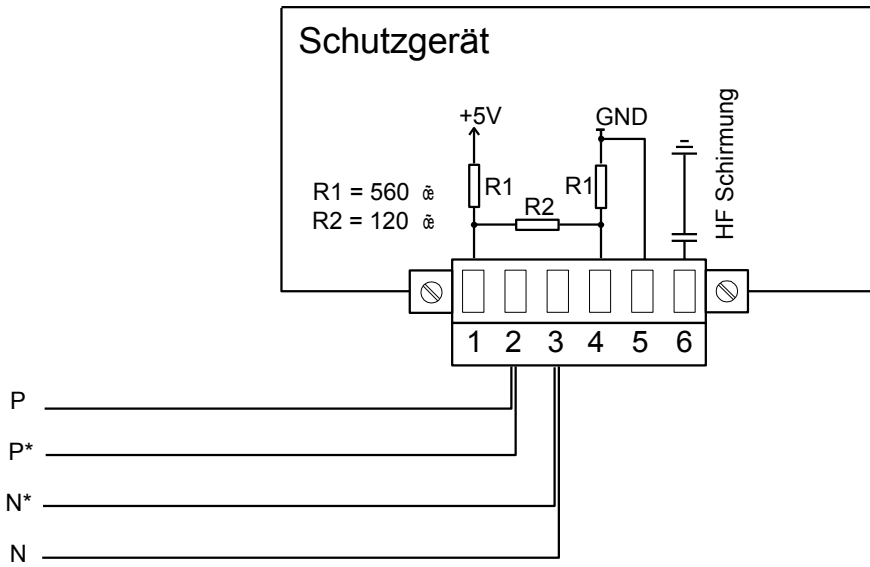 Schutzgerät
+5V
GND
HF Schirmung
R1
R1
R1 = 560
R2
R2 = 120
1 2 3 4 5 6
P
P*
N*
N